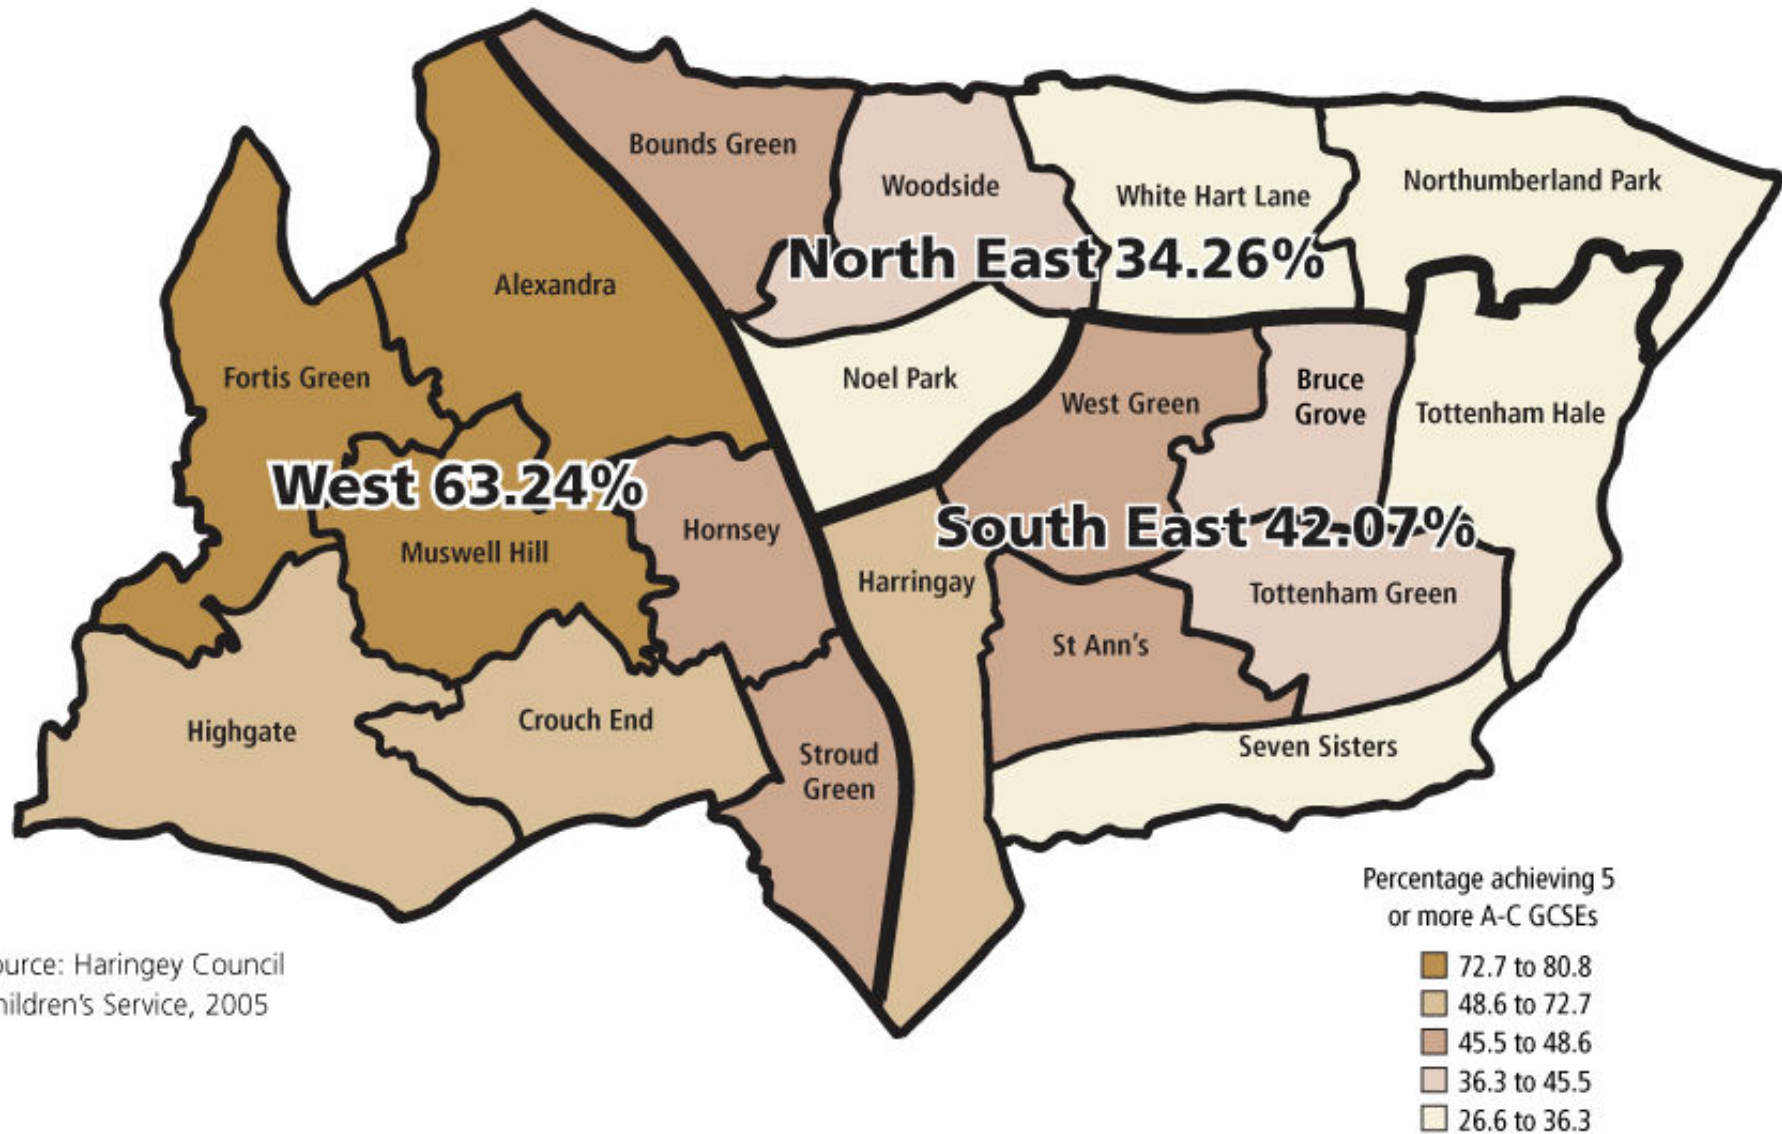 Bounds Green
Woodside
White Hart Lane
Northumberland Park
North East 34.26%
Alexandra
Fortis Green
Noel Park
West Green
Bruce
Grove
Tottenham Hale
West 63.24%
Hornsey
South East 42.07%
Muswell Hill
Harringay
Tottenham Green
St Ann's
Highgate
Crouch End
Stroud
Green
Seven Sisters
Percentage achieving 5
or more A-C GCSEs
72.7 to 80.8
48.6 to 72.7
45.5 to 48.6
36.3 to 45.5
26.6 to 36.3
ource: Haringey Council
hildren's Service, 2005